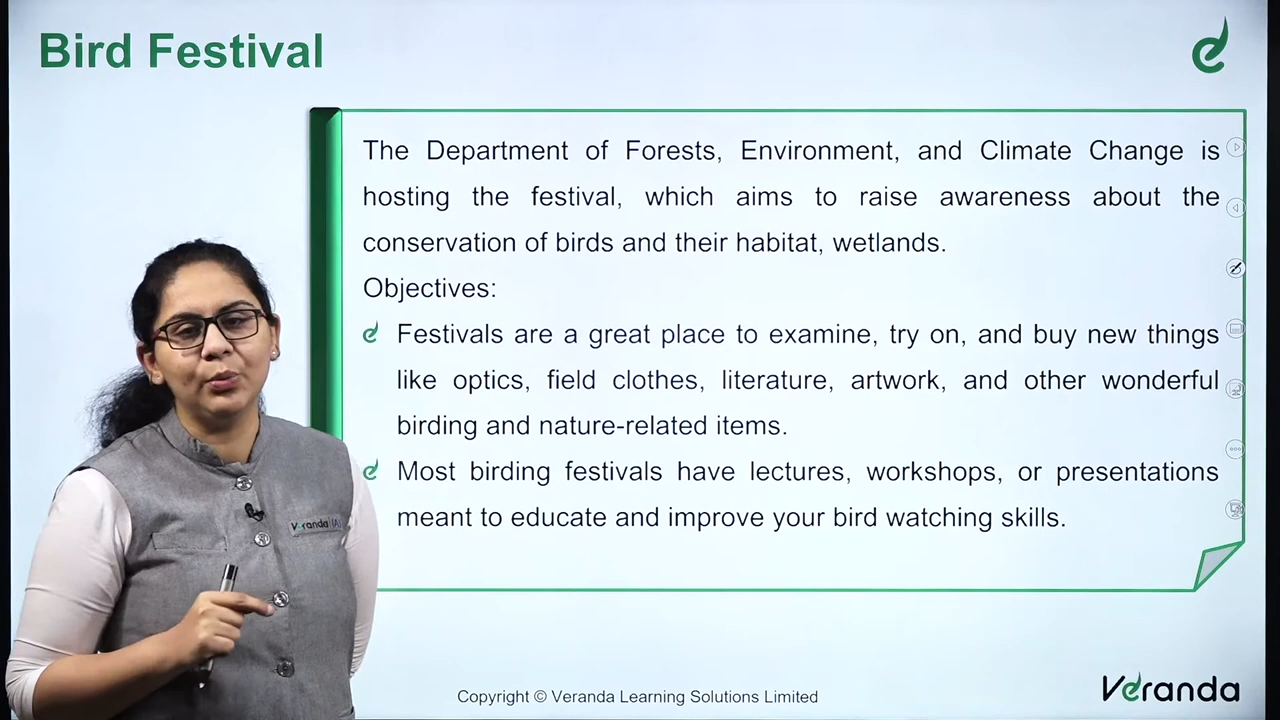 Bird Festival
The Department of Forests, Environment, and Climate Change is
hosting the festival, which aims to raise awareness about the
conservation of birds and their habitat, wetlands.
Objectives:
Festivals are a great place to examine, try on, and buy new things
like optics, field clothes, literature, artwork, and other wonderful
birding and nature-related items.
Most birding festivals have lectures, workshops, or presentations
meant to educate and improve your bird watching skills.
Veranda
Copyright © Veranda Learning Solutions Limited
Veranda